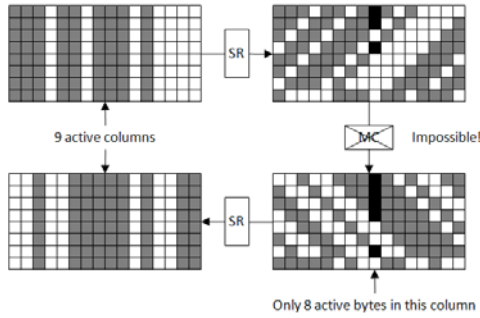 SR
9 active columns
MC
Impossible!
SR
Only 8 active bytes in this column